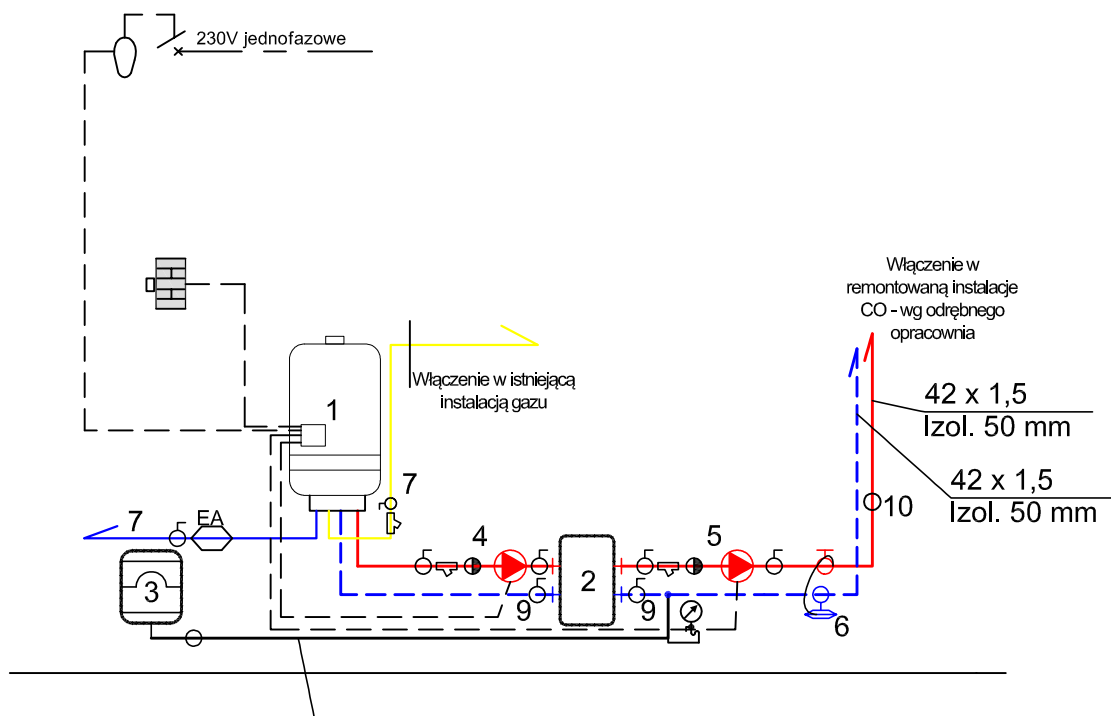 230V jednofazowe
Włączenie w
remontowaną instalacje
CO - wg odrębnego
opracownia
Włączenie w istniejącą
instalacją gazu
42 x 1,5
Izol. 50 mm
42 x 1,5
Izol. 50 mm
1
7
10
7
EA
4
5
3
2
9
9
6